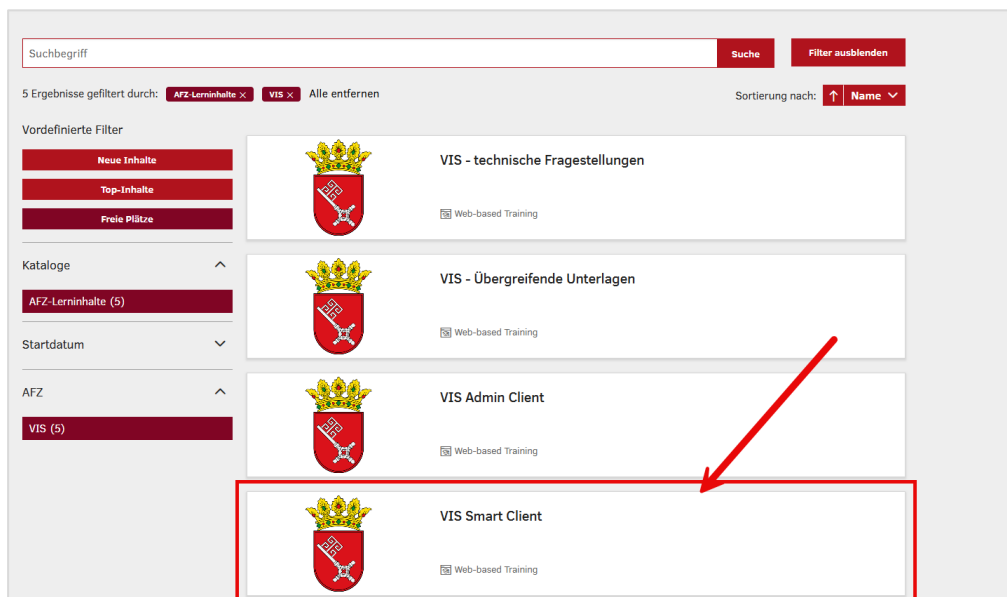 Suchbegriff
Suche
Filter ausblenden
5 Ergebnisse gefiltert durch: AFZ-Lerninhalte × VIS × Alle entfernen
Sortierung nach: ↑ Name
Vordefinierte Filter
Neue Inhalte
Top-Inhalte
Freie Plätze
Kataloge
AFZ-Lerninhalte (5)
Startdatum
AFZ
VIS (5)
VIS - technische Fragestellungen
Web-based Training
VIS - Übergreifende Unterlagen
Web-based Training
VIS Admin Client
Web-based Training
VIS Smart Client
Web-based Training